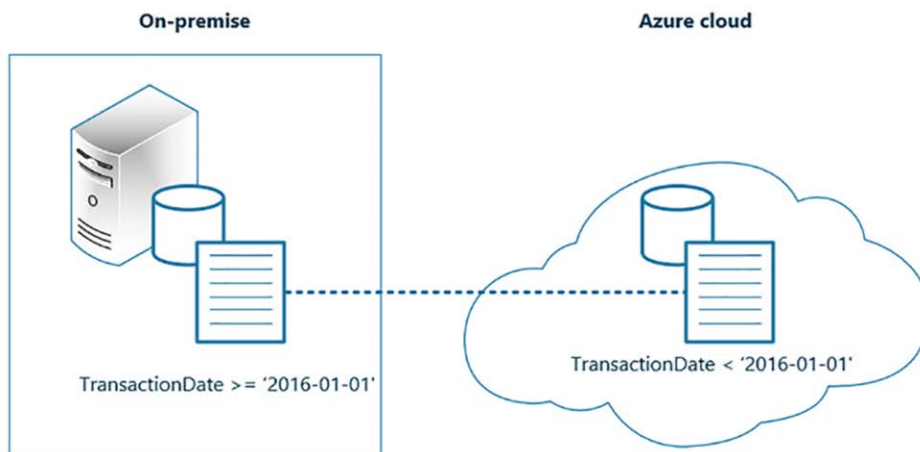 On-premise
Azure cloud
TransactionDate >= ‘2016-01-01'
TransactionDate < ‘2016-01-01'